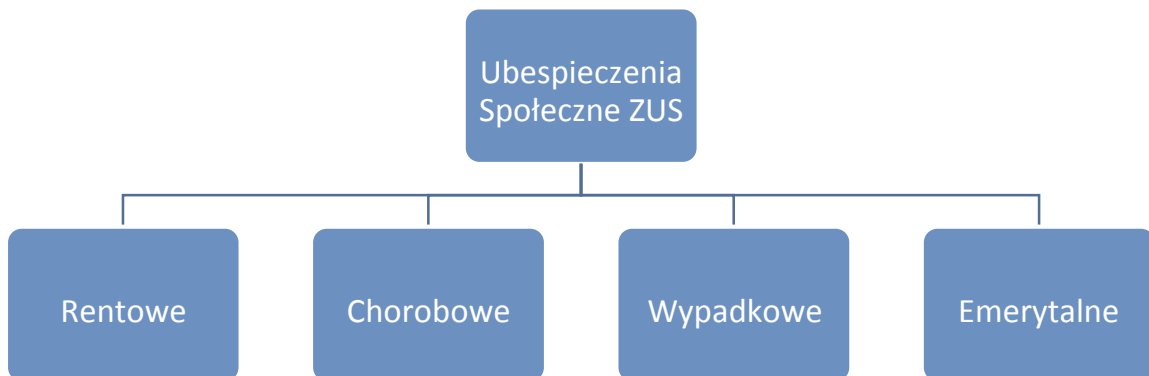 Ubespieczenia
Społeczne ZUS
Rentowe
Chorobowe
Wypadkowe
Emerytalne